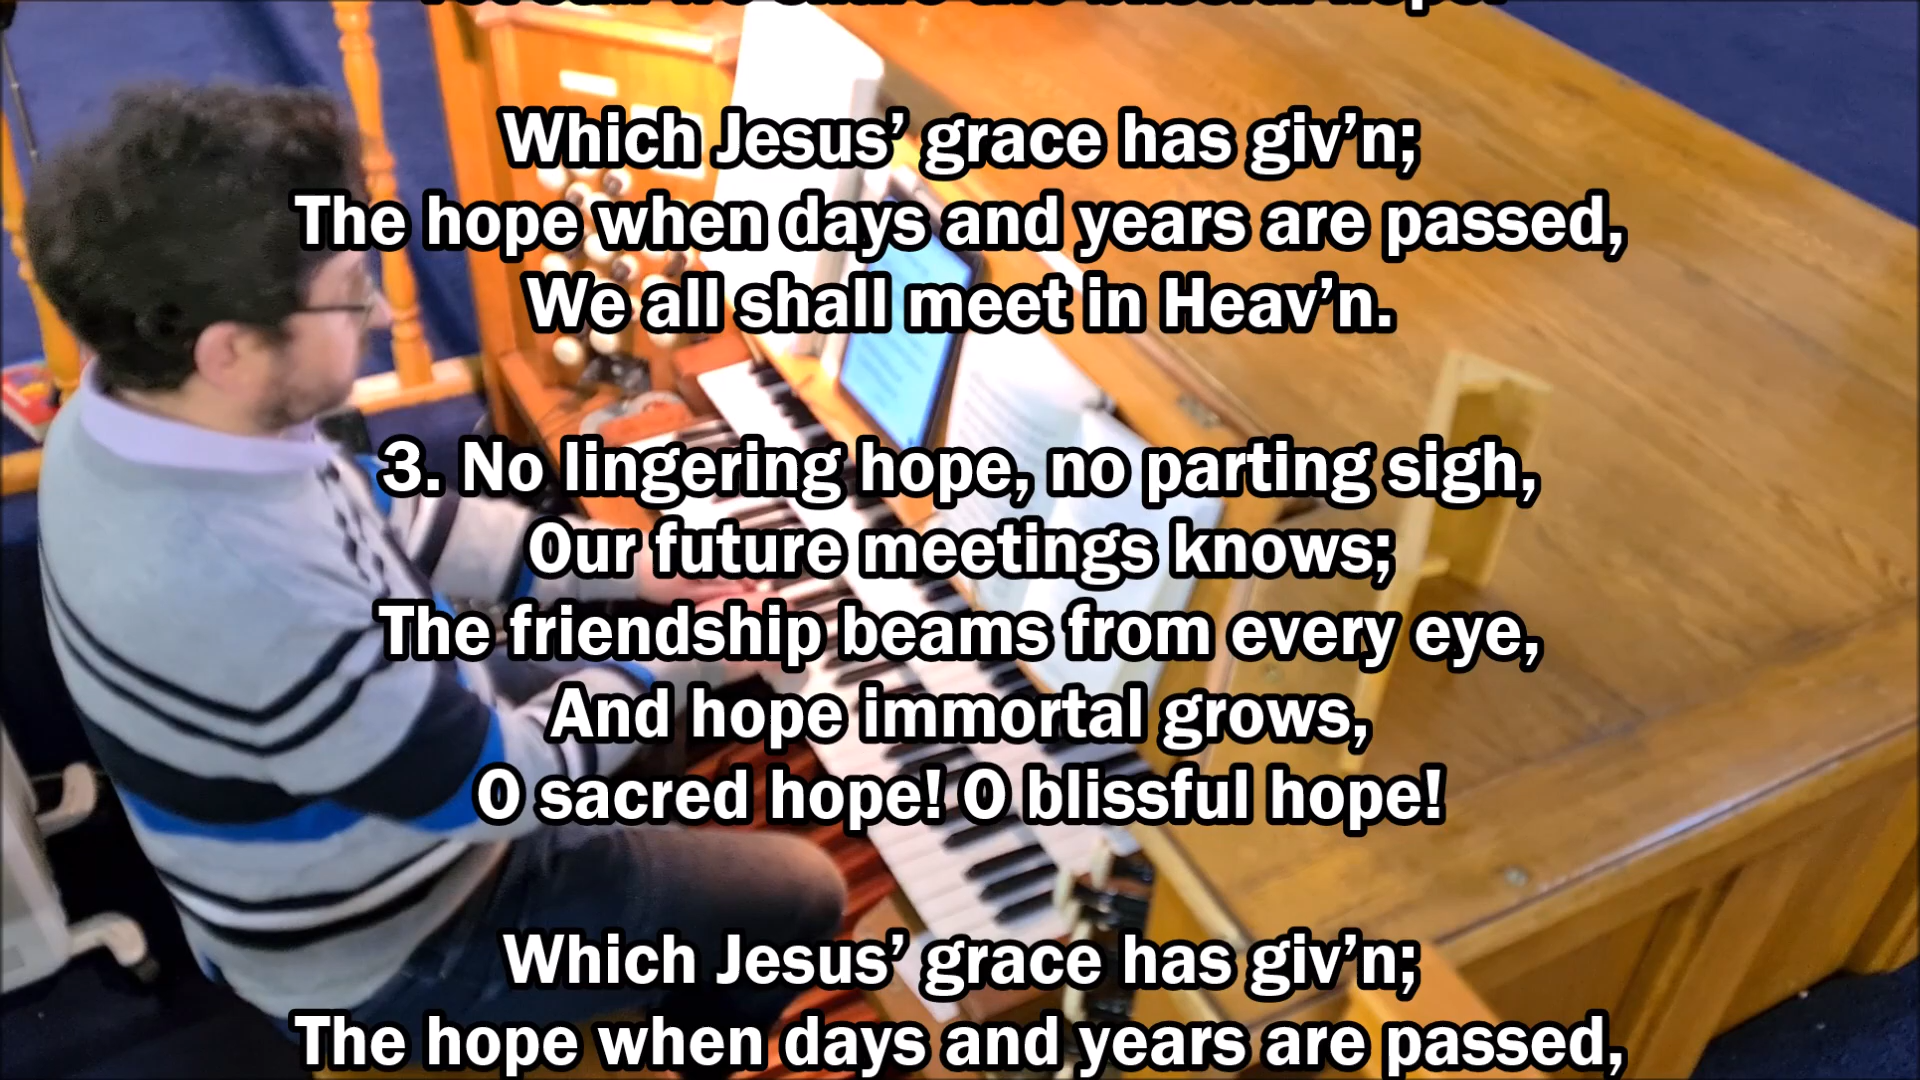 Which Jesus’ grace has giv’n;
The hope when days and years are passed,
We all shall meet in Heav’n.
3. No lingering hope, no parting sigh,
Our future meetings knows;
The friendship beams from every eye,
And hope immortal grows,
O sacred hope! O blissful hope!
Which Jesus’ grace has giv’n;
The hope when days and years are passed,